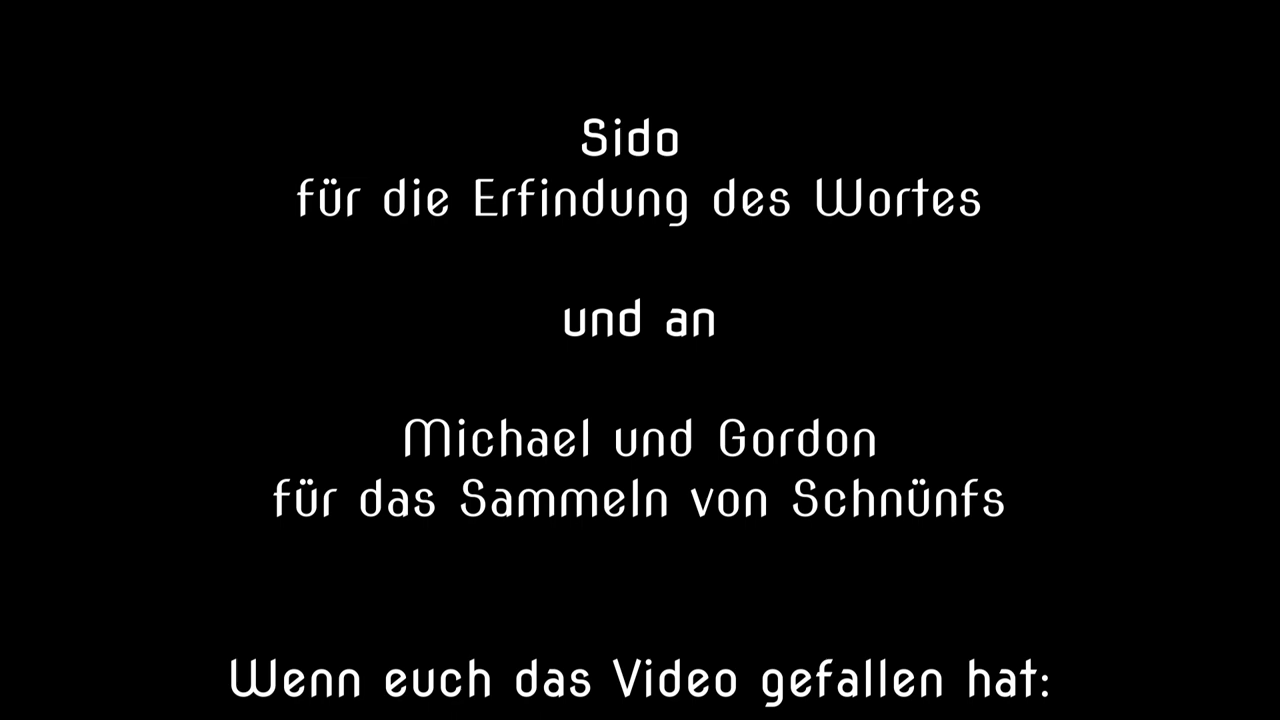 Sido
für die Erfindung des Wortes
und an
Michael und Gordon
für das Sammeln von Schnünfs
Wenn euch das Video gefallen hat: